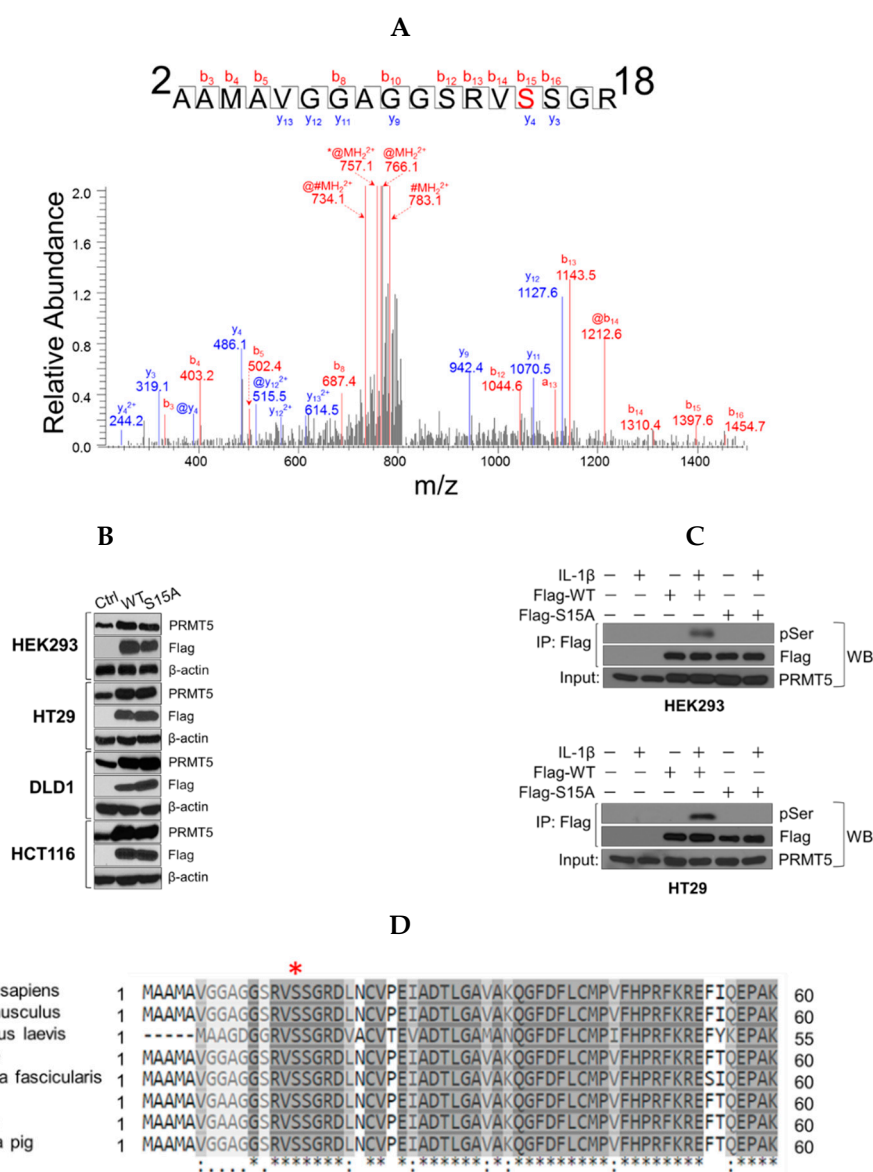 A
2 AAMAVGGAGGSRVSSGR 18
b3 b4 b5 b8 b10 b12 b13 b14 b15 b16
y13 y12 y11 y9 y4 y3
*@MH2 2+ 757.1
@MH2 2+ 766.1
@#MH2 2+ 734.1
#MH2 2+ 783.1
Relative Abundance
2.0
1.6
1.2
0.8
0.4
0.0
y4 2+ 244.2
y3 319.1
b3
@y4
b4 403.2
y4 486.1
b5 502.4
@y12 2+ 515.5
y12 2+
y13 2+ 614.5
b8 687.4
y9 942.4
b12 1044.6
y11 1070.5
a13
y12 1127.6
b13 1143.5
@b14 1212.6
b14 1310.4
b15 1397.6
b16 1454.7
400 600 800 1000 1200 1400
m/z
B
Ctrl WT S15A
HEK293
PRMT5
Flag
β-actin
HT29
PRMT5
Flag
β-actin
DLD1
PRMT5
Flag
β-actin
HCT116
PRMT5
Flag
β-actin
C
IL-1β − + − + − +
Flag-WT − − + + − −
Flag-S15A − − − − + +
IP: Flag pSer
Flag WB
Input: PRMT5
HEK293
IL-1β − + − + − +
Flag-WT − − + + − −
Flag-S15A − − − − + +
IP: Flag pSer
Flag WB
Input: PRMT5
HT29
D
*
sapiens 1 MAAMAVGGAGGSRVSSGRDLNCVPEIADTLGAVAKQGFDFLCMPVFHPRFKREFIQEPAK 60
usculus 1 MAAMAVGGAGGSRVSSGRDLNCVPEIADTLGAVAKQGFDFLCMPVFHPRFKREFIQEPAK 60
us laevis 1 -----MAAGDGGRVSSGRDVACVTEVADTLGAMANQGFDFLCMPIFHPRFKREFYKEPAK 55
1 MAAMAVGGAGGSRVSSGRDLNCVPEIADTLGAVAKQGFDFLCMPVFHPRFKREFTQEPAK 60
a fascicularis 1 MAAMAVGGAGGSRVSSGRDLNCVPEIADTLGAVAKQGFDFLCMPVFHPRFKRESIQEPAK 60
1 MAAMAVGAAGGSRVSSGRDLNCVPEIADTLGAVAKQGFDFLCMPVFHPRFKREFTQEPAK 60
1 MAAMAVGGAGGSRVSSGRDLNCVPEIADTLGAVAKQGFDFLCMPVFHPRFKREFTQEPAK 60
a pig 1 MAAMAVGAAGGSRVSSGRDLNCVPEIADTLGAVAKQGFDFLCMPVFHPRFKREFTQEPAK 60